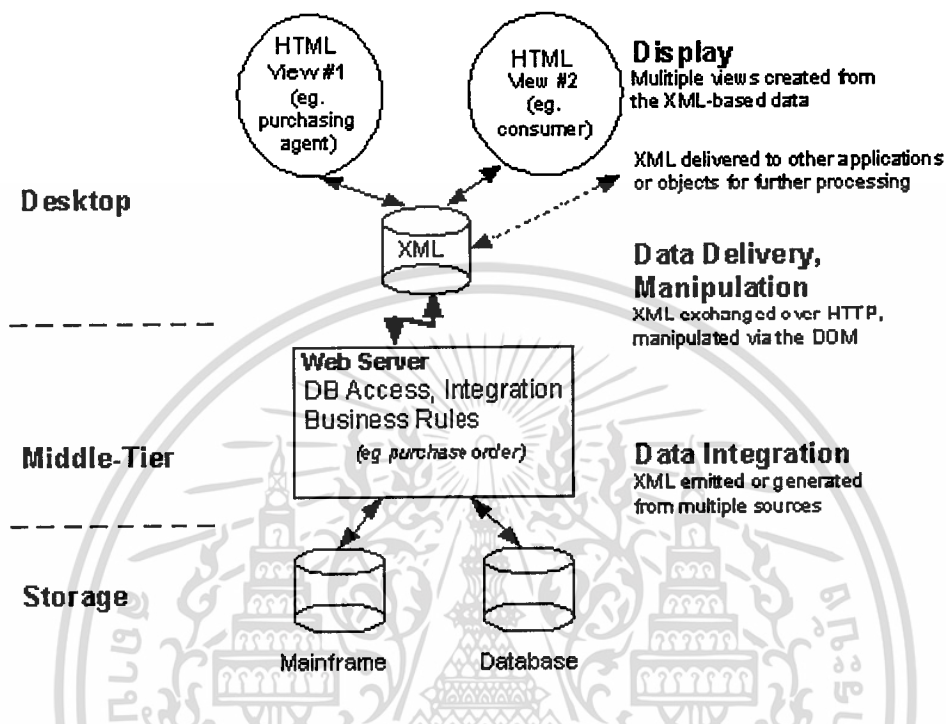 HTML
View #1
(eg.
purchasing
agent)
HTML
View #2
(eg.
consumer)
Display
Mulitiple views created from
the XML-based data
XML delivered to other applications
or objects for further processing
Desktop
XML
Data Delivery,
Manipulation
XML exchanged over HTTP,
manipulated via the DOM
Web Server
DB Access, Integration
Business Rules
(eg purchase order)
Middle-Tier
Data Integration
XML emitted or generated
from multiple sources
Storage
Mainframe
Database